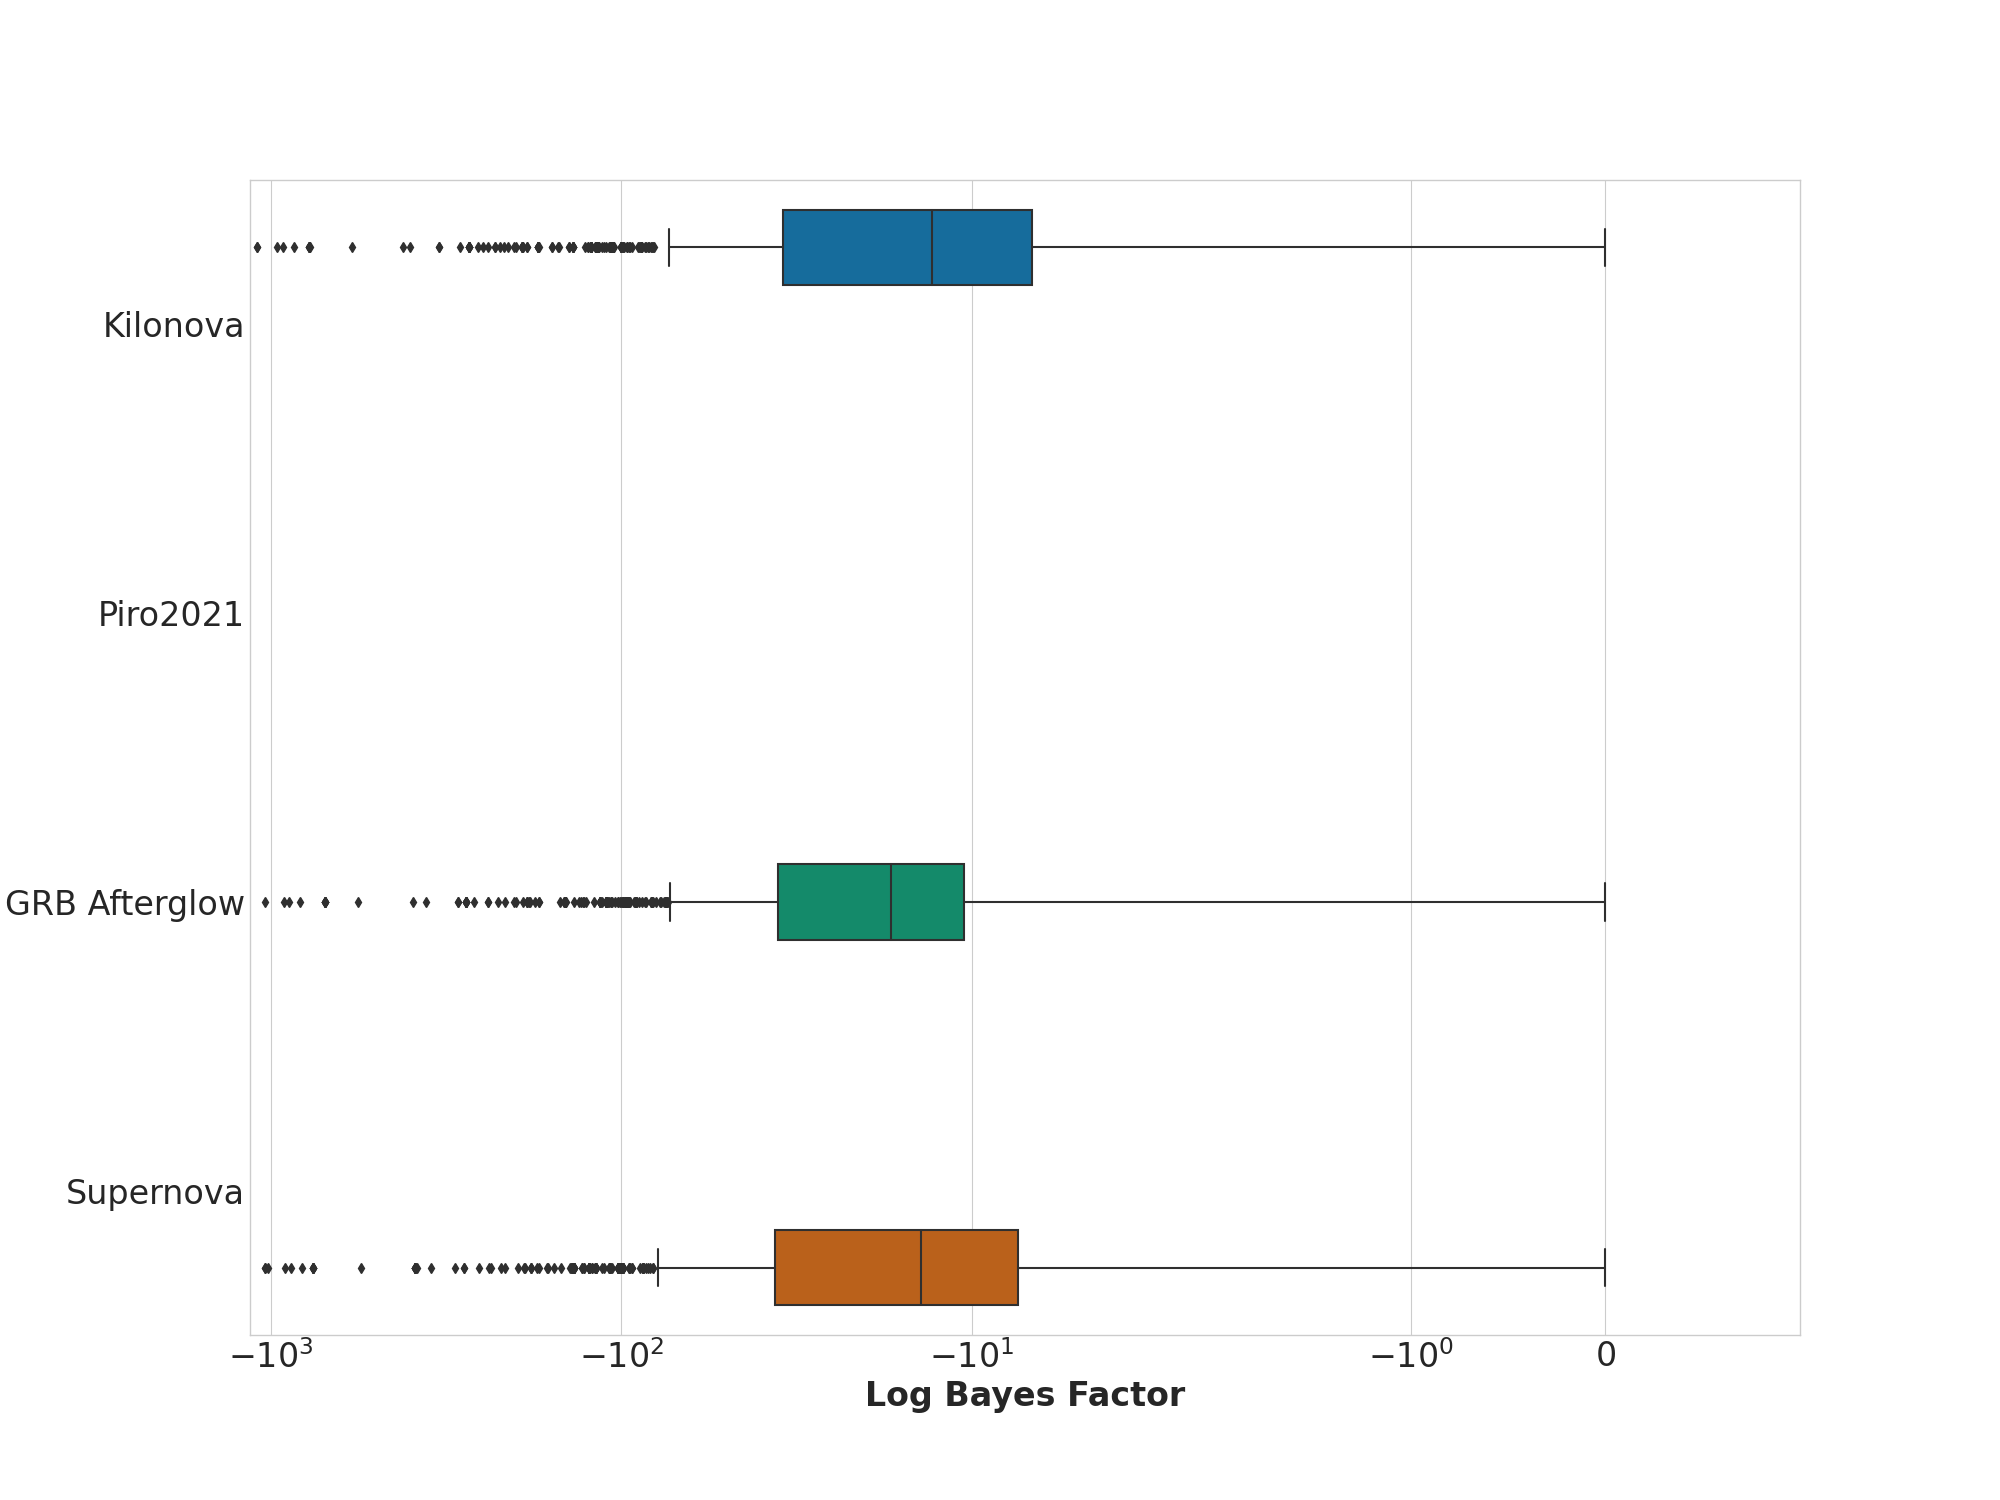 Kilonova
Piro2021
GRB Afterglow
Supernova
−10³ −10² −10¹ −10⁰ 0
Log Bayes Factor